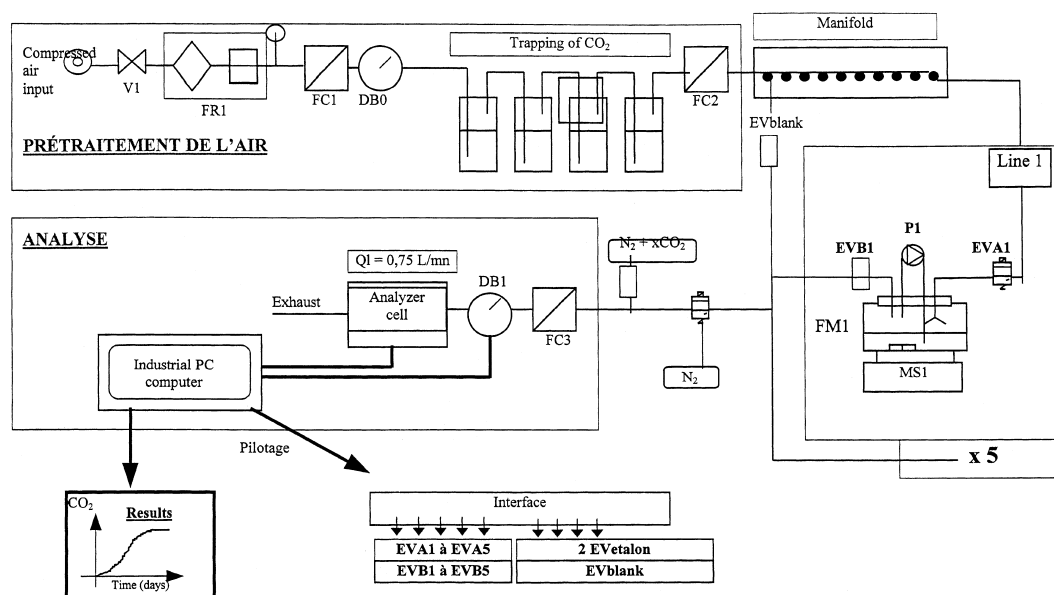 Manifold
Trapping of CO2
Compressed
air
input
V1
FR1
FC1
DB0
FC2
EVblank
PRÉTRAITEMENT DE L'AIR
Line 1
ANALYSE
Ql = 0,75 L/mn
N2 + xCO2
P1
EVB1
EVA1
DB1
Exhaust
Analyzer
cell
FC3
FM1
MS1
N2
Industrial PC
computer
Pilotage
x 5
CO2
Results
Time (days)
Interface
EVA1 à EVA5
2 EVetalon
EVB1 à EVB5
EVblank